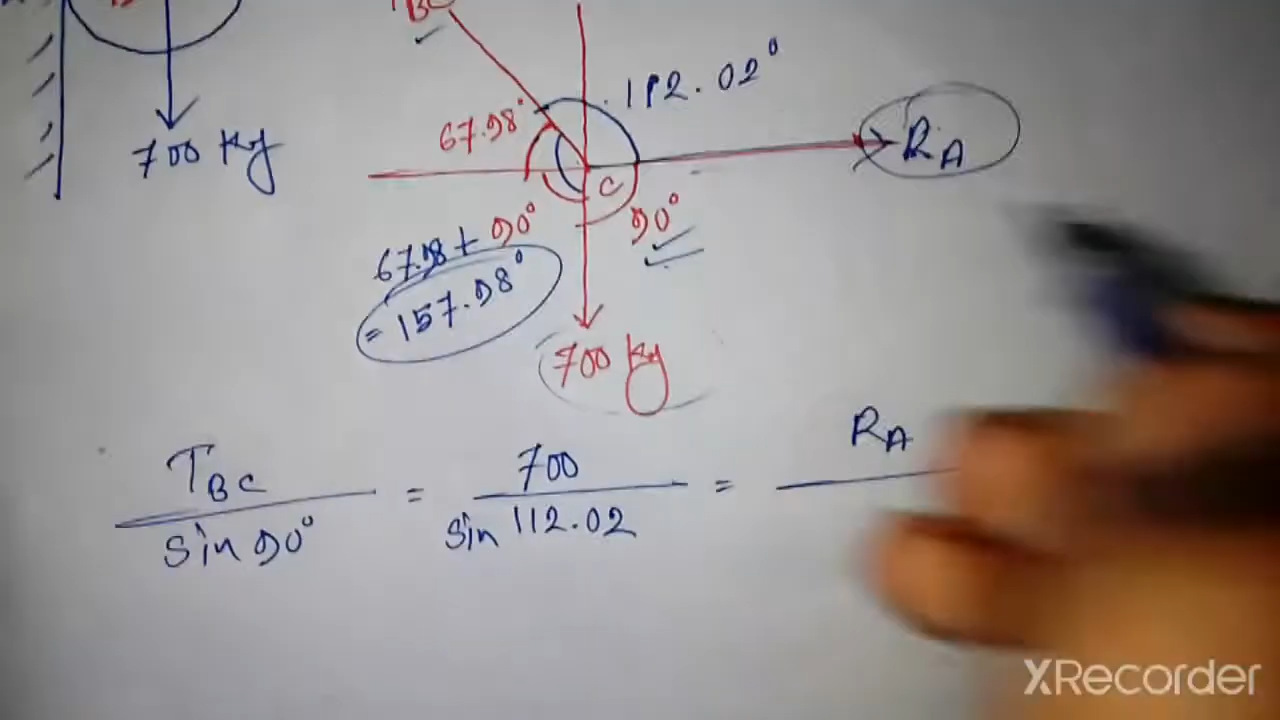 TBC
112.02°
67.98°
RA
700 Kg
C
90°
67.98 + 90°
= 157.98°
700 Kg
TBC / sin 90° = 700 / sin 112.02 = RA
XRecorder